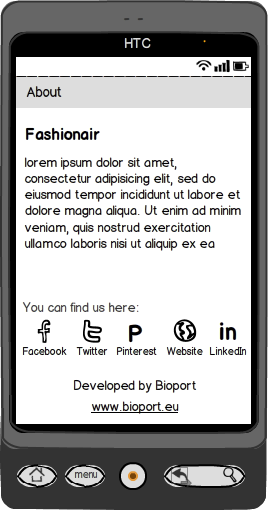 HTC
About
Fashionair
lorem ipsum dolor sit amet,
consectetur adipisicing elit, sed do
eiusmod tempor incididunt ut labore et
dolore magna aliqua. Ut enim ad minim
veniam, quis nostrud exercitation
ullamco laboris nisi ut aliquip ex ea
You can find us here:
Facebook Twitter Pinterest Website LinkedIn
Developed by Bioport
www.bioport.eu
menu